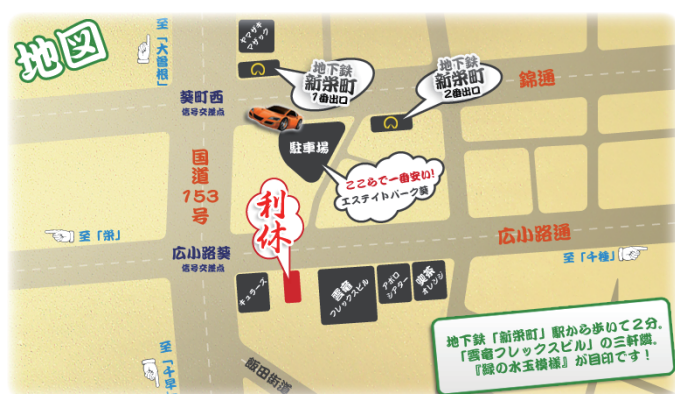 地図
至「大曽根」
ヤマザキ
マザック
地下鉄
新栄町
1番出口
地下鉄
新栄町
2番出口
錦通
葵町西
信号交差点
駐車場
ここらで一番安い!
エステイトパーク葵
国道
153
号
利休
至「栄」
広小路葵
信号交差点
広小路通
至「千種」
キュラーズ
雲竜
フレックスビル
アポロ
シアター
喫茶
オレンジ
飯田街道
至「千早」
地下鉄「新栄町」駅から歩いて2分。
「雲竜フレックスビル」の三軒隣。
『緑の水玉模様』が目印です!